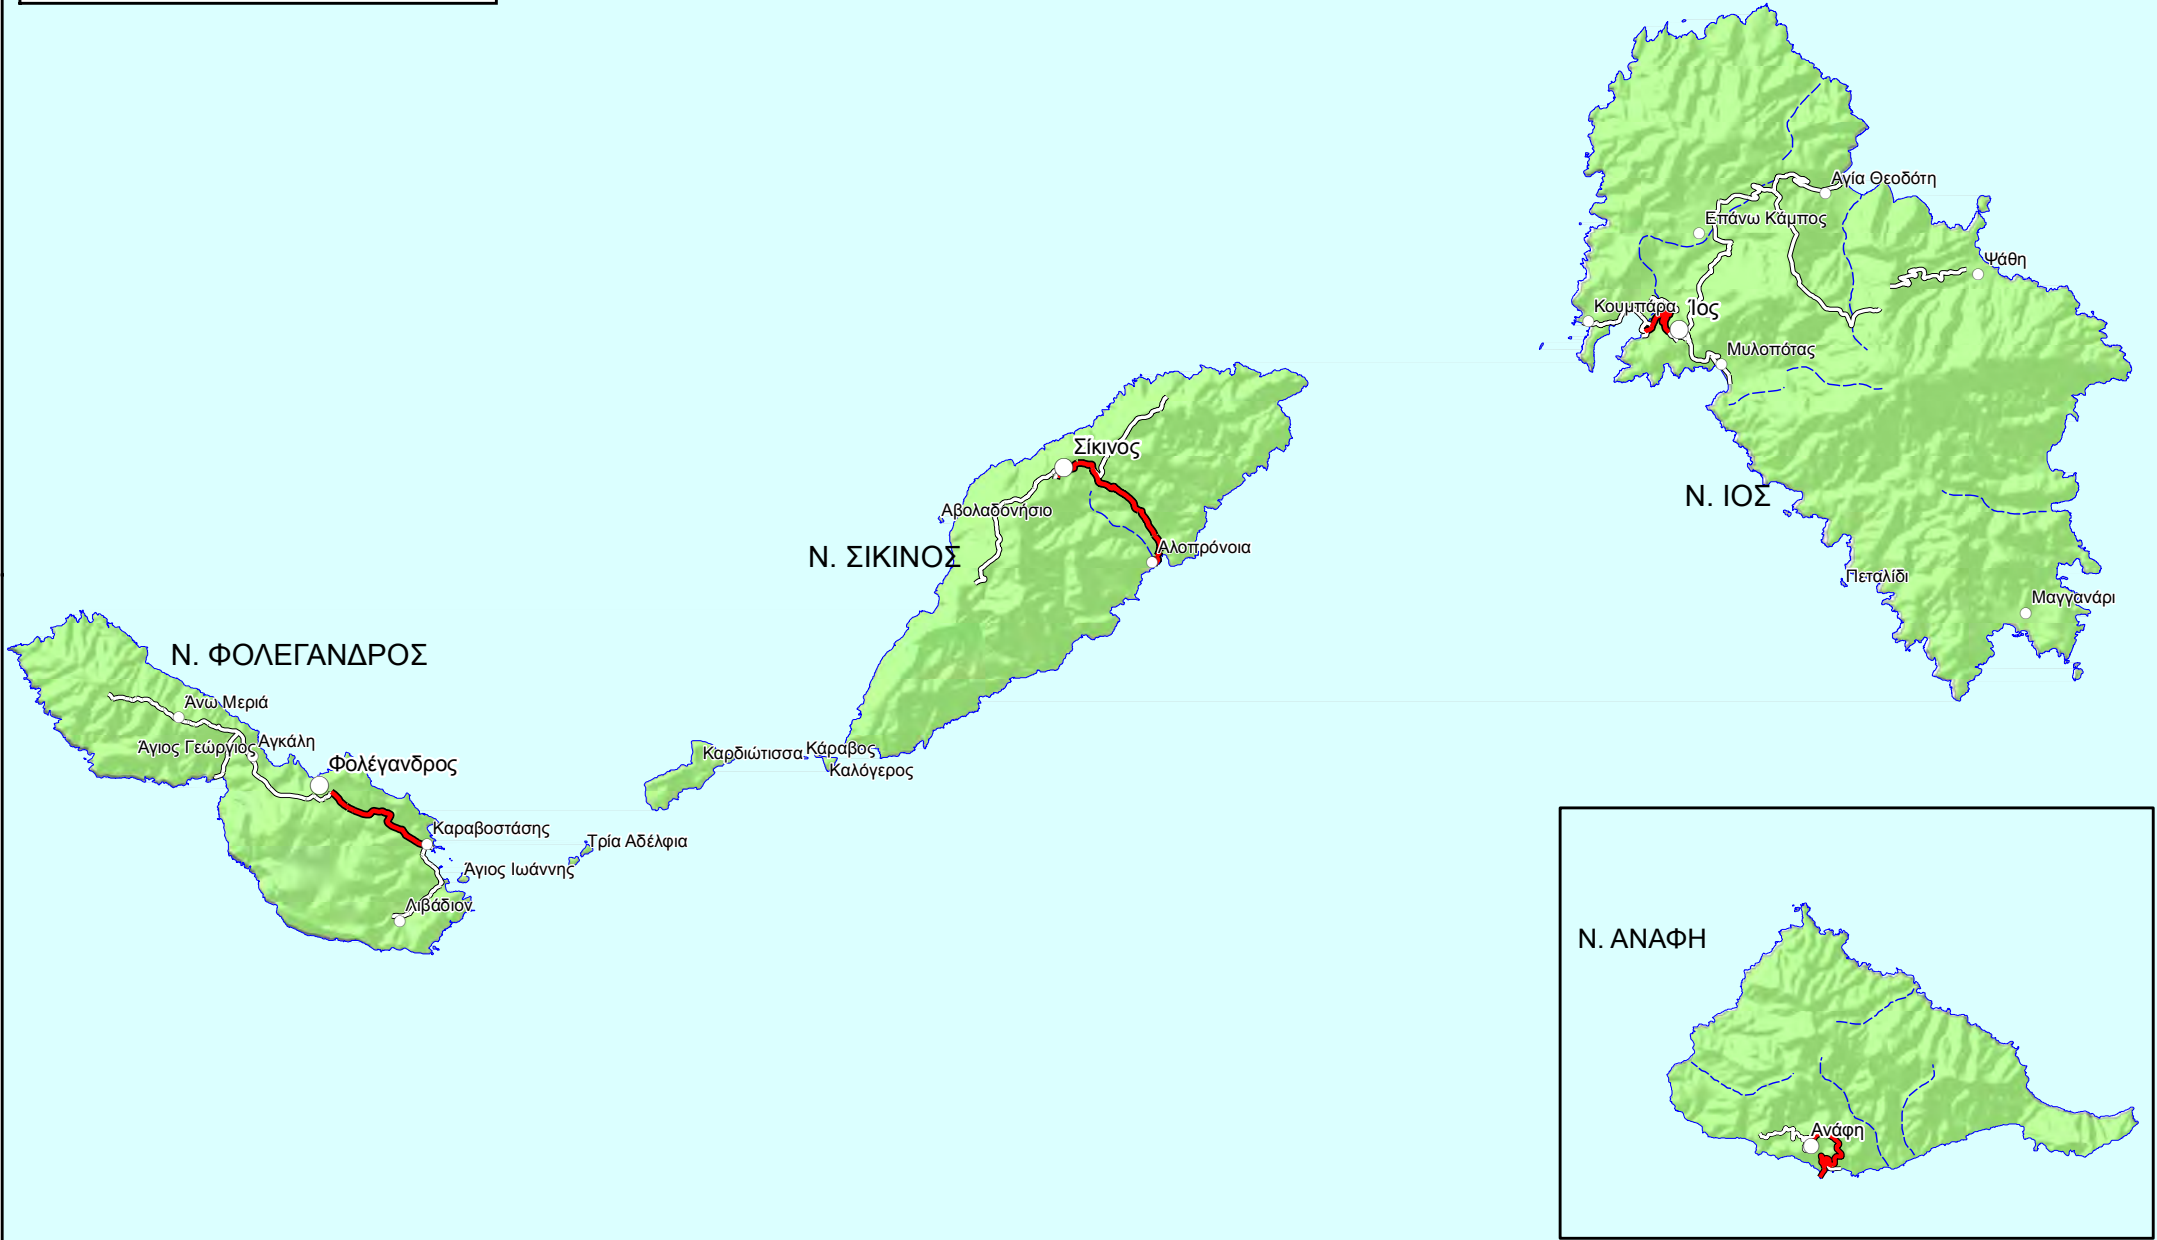 Αγία Θεοδότη
Επάνω Κάμπος
Ψάθη
Κουμπάρα
Ίος
Μυλοπότας
Σίκινος
Ν. ΙΟΣ
Αβολαδονήσιο
Αλοπρόνοια
Ν. ΣΙΚΙΝΟΣ
Πεταλίδι
Μαγγανάρι
Ν. ΦΟΛΕΓΑΝΔΡΟΣ
Άνω Μεριά
Άγιος Γεώργιος
Αγκάλη
Καρδιώτισσα
Κάραβος
Φολέγανδρος
Καλόγερος
Καραβοστάσης
Τρία Αδέλφια
Άγιος Ιωάννης
Λιβάδιον
Ν. ΑΝΑΦΗ
Ανάφη